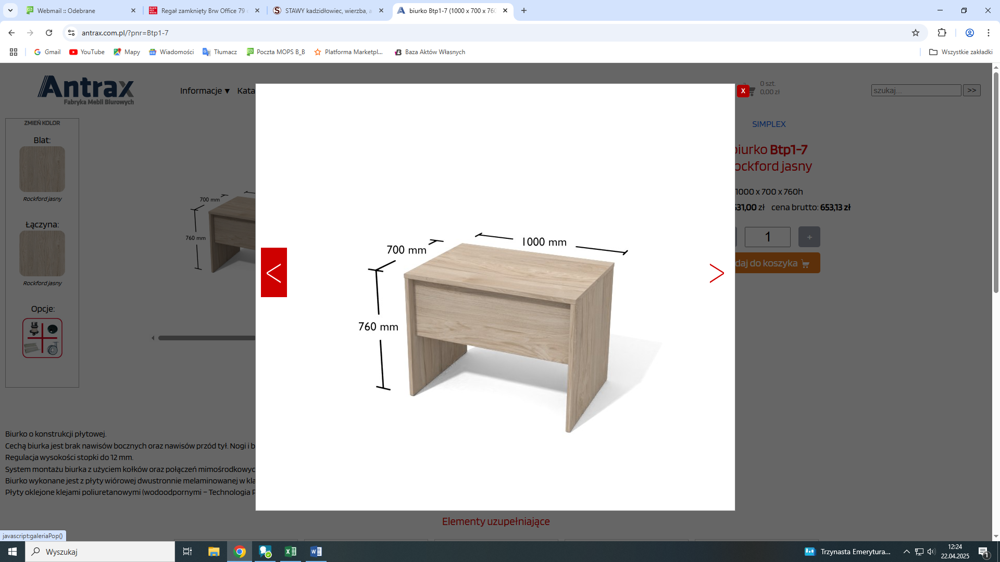 Webmail :: Odebrane
Regał zamknięty Brw Office 79
STAWY kadzidłowiec, wierzba,
biurko Btp1-7 (1000 x 700 x 760
antrax.com.pl/?pnr=Btp1-7
Gmail
YouTube
Mapy
Wiadomości
Tłumacz
Poczta MOPS B_B
Platforma Marketpl...
Baza Aktów Własnych
Wszystkie zakładki
Antrax
Fabryka Mebli Biurowych
Informacje ▼
Kata
X
0 szt.
0,00 zł
szukaj...
>>
ZMIEŃ KOLOR
Blat:
Rockford jasny
Łączyna:
Rockford jasny
Opcje:
700 mm
760 mm
700 mm
1000 mm
760 mm
SIMPLEX
biurko Btp1-7
ockford jasny
1000 x 700 x 760h
531,00 zł cena brutto: 653,13 zł
1
+
daj do koszyka
Biurko o konstrukcji płytowej.
Cechą biurka jest brak nawisów bocznych oraz nawisów przód tył. Nogi i b
Regulacja wysokości stopki do 12 mm.
System montażu biurka z użyciem kołków oraz połączeń mimośrodkowyc
Biurko wykonane jest z płyty wiórowej dwustronnie melaminowanej w kla
Płyty oklejone klejami poliuretanowymi (wodoodpornymi – Technologia P
Elementy uzupełniające
javascript:galeriaPop()
Wyszukaj
Trzynasta Emerytura...
12:24
22.04.2025
1